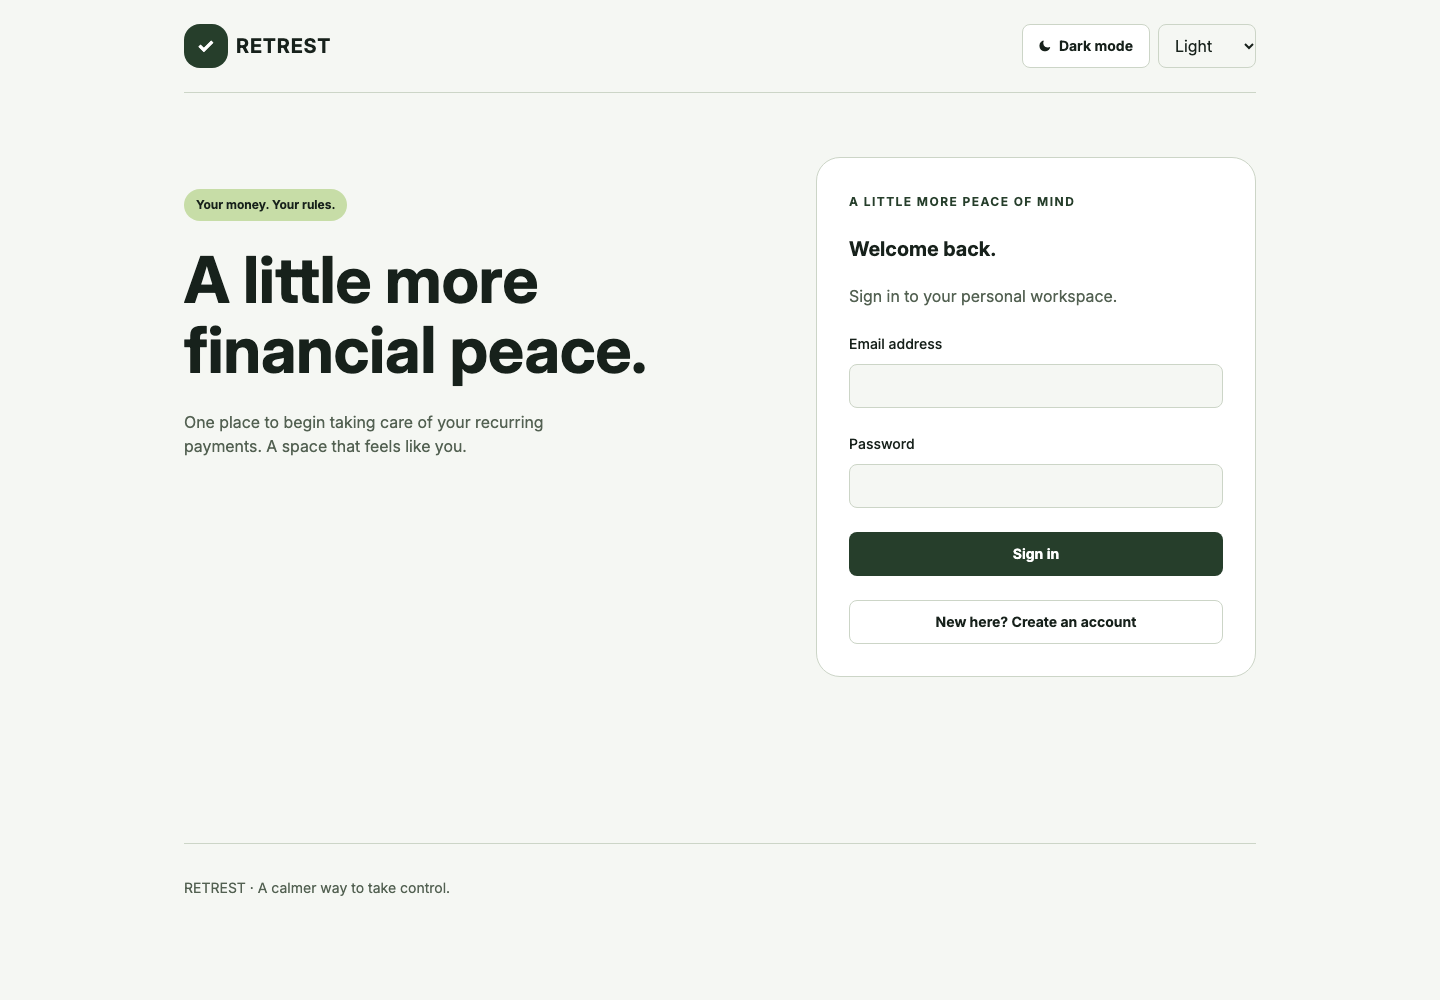 RETREST
Dark mode
Light
Your money. Your rules.
A little more
financial peace.
One place to begin taking care of your recurring
payments. A space that feels like you.
A LITTLE MORE PEACE OF MIND
Welcome back.
Sign in to your personal workspace.
Email address
Password
Sign in
New here? Create an account
RETREST · A calmer way to take control.